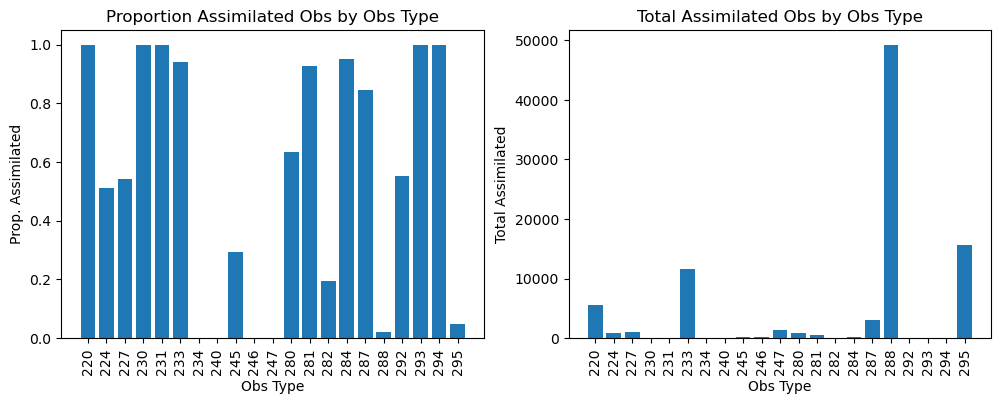 Proportion Assimilated Obs by Obs Type
Prop. Assimilated
1.0
0.8
0.6
0.4
0.2
0.0
220 224 227 230 231 233 234 240 245 246 247 280 281 282 284 287 288 292 293 294 295
Obs Type
Total Assimilated Obs by Obs Type
Total Assimilated
50000
40000
30000
20000
10000
0
220 224 227 230 231 233 234 240 245 246 247 280 281 282 284 287 288 292 293 294 295
Obs Type